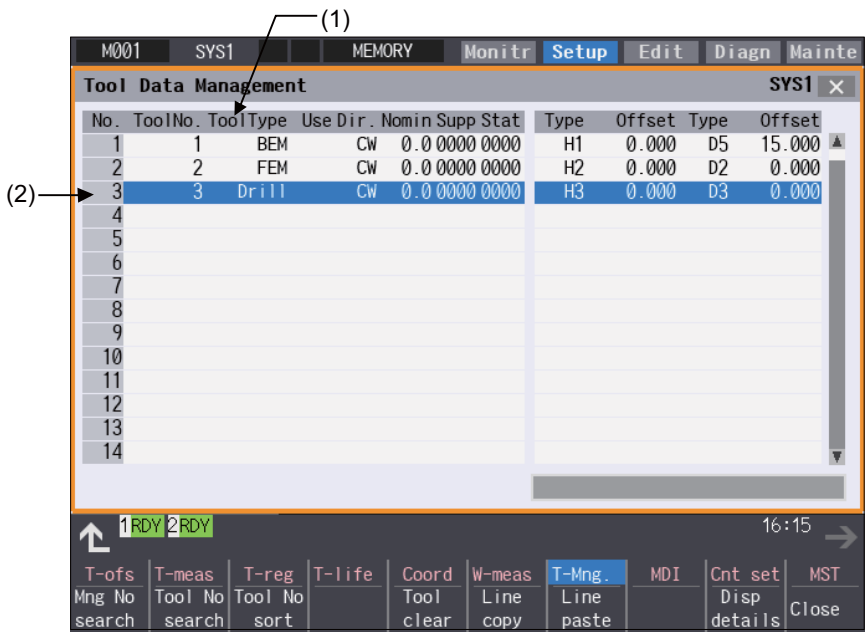 (1)
M001 SYS1 MEMORY Monitr Setup Edit Diagn Mainte
Tool Data Management SYS1
No. ToolNo. ToolType Use Dir. Nomin Supp Stat Type Offset Type Offset
1 1 BEM CW 0.0 0000 0000 H1 0.000 D5 15.000
2 2 FEM CW 0.0 0000 0000 H2 0.000 D2 0.000
(2) 3 3 Drill CW 0.0 0000 0000 H3 0.000 D3 0.000
4
5
6
7
8
9
10
11
12
13
14
1 RDY 2 RDY 16:15
T-ofs T-meas T-reg T-life Coord W-meas T-Mng. MDI Cnt set MST
Mng No Tool No Tool No Tool Line Line Disp Close
search search sort clear copy paste details